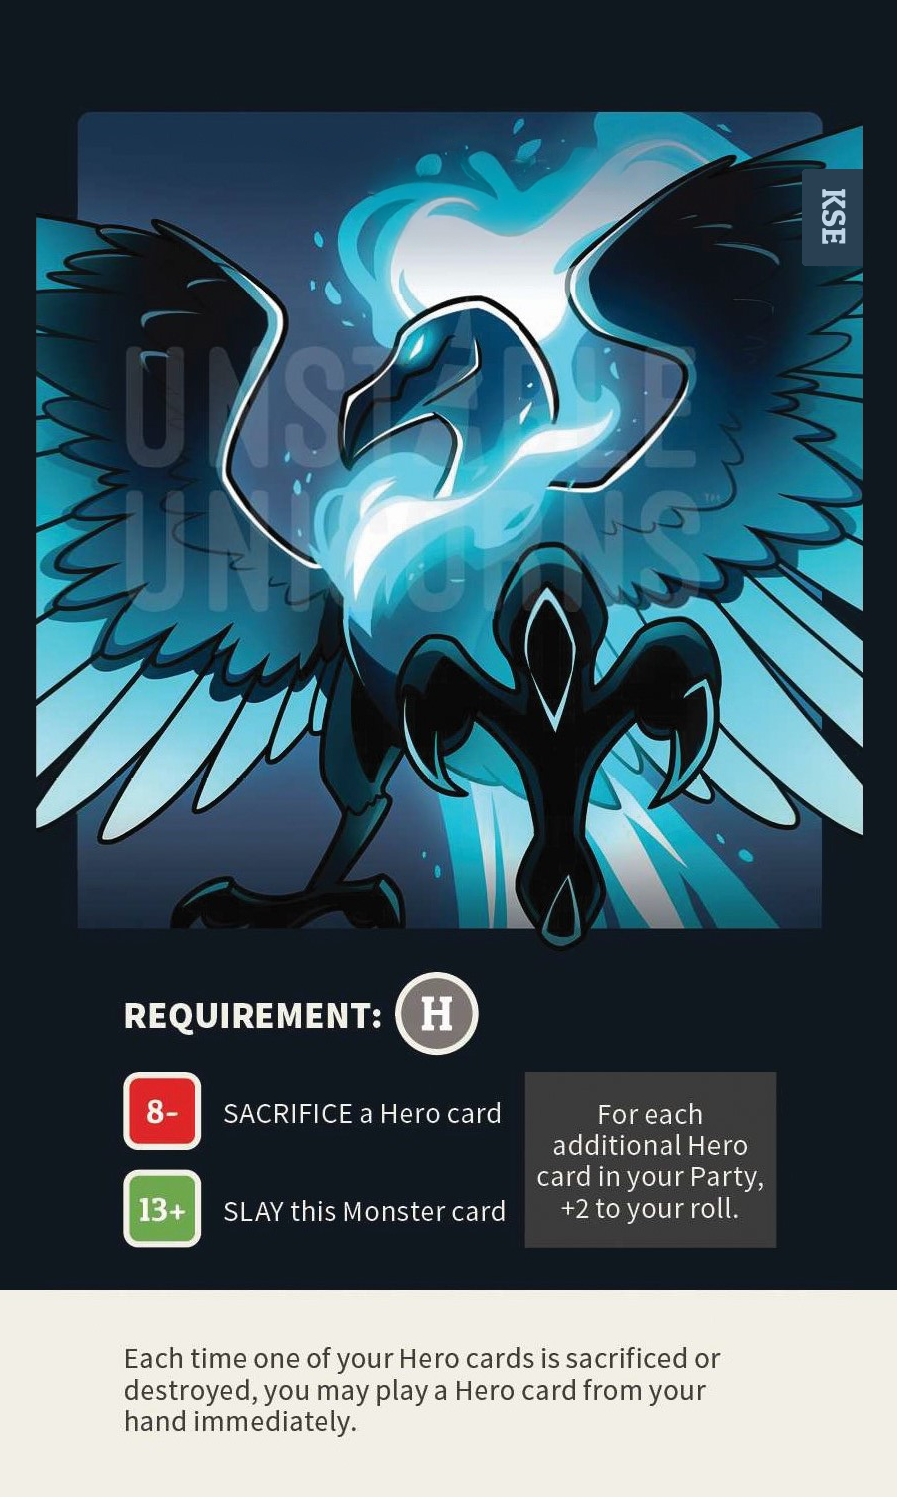 KSE
UNSTABLE
UNICORNS
TM
REQUIREMENT: H
8- SACRIFICE a Hero card
13+ SLAY this Monster card
For each
additional Hero
card in your Party,
+2 to your roll.
Each time one of your Hero cards is sacrificed or
destroyed, you may play a Hero card from your
hand immediately.